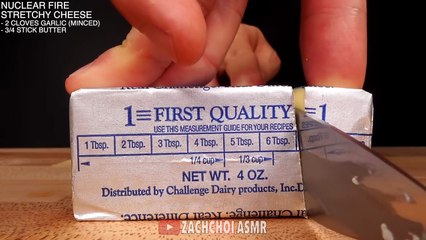 NUCLEAR FIRE
STRETCHY CHEESE
- 2 CLOVES GARLIC (MINCED)
- 3/4 STICK BUTTER
1≡ FIRST QUALITY ≡1
USE THIS MEASUREMENT GUIDE FOR YOUR RECIPES
1 Tbsp. 2 Tbsp. 3 Tbsp. 4 Tbsp. 5 Tbsp. 6 Tbsp.
1/4 cup 1/3 cup
NET WT. 4 OZ.
Distributed by Challenge Dairy products, Inc.
Real Difference.
ZACHCHOI ASMR